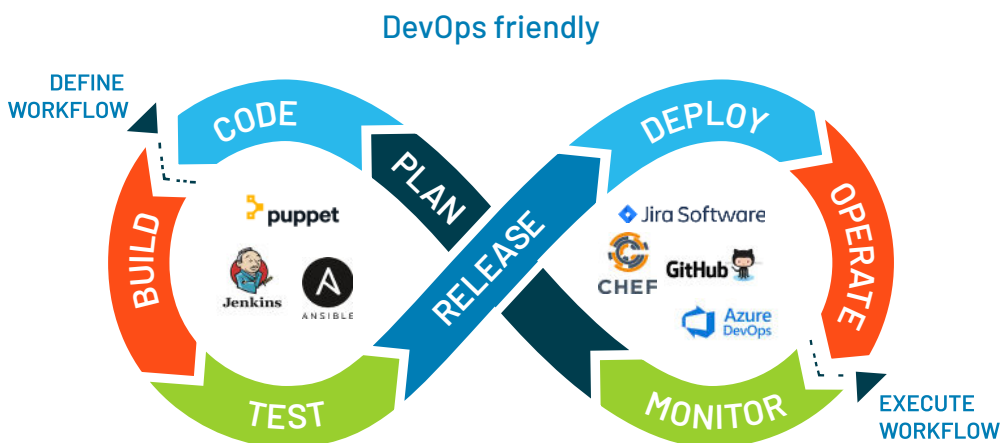 DevOps friendly
DEFINE
WORKFLOW
CODE
PLAN
BUILD
TEST
RELEASE
DEPLOY
OPERATE
MONITOR
puppet
Jenkins
ANSIBLE
Jira Software
CHEF
GitHub
Azure
DevOps
EXECUTE
WORKFLOW